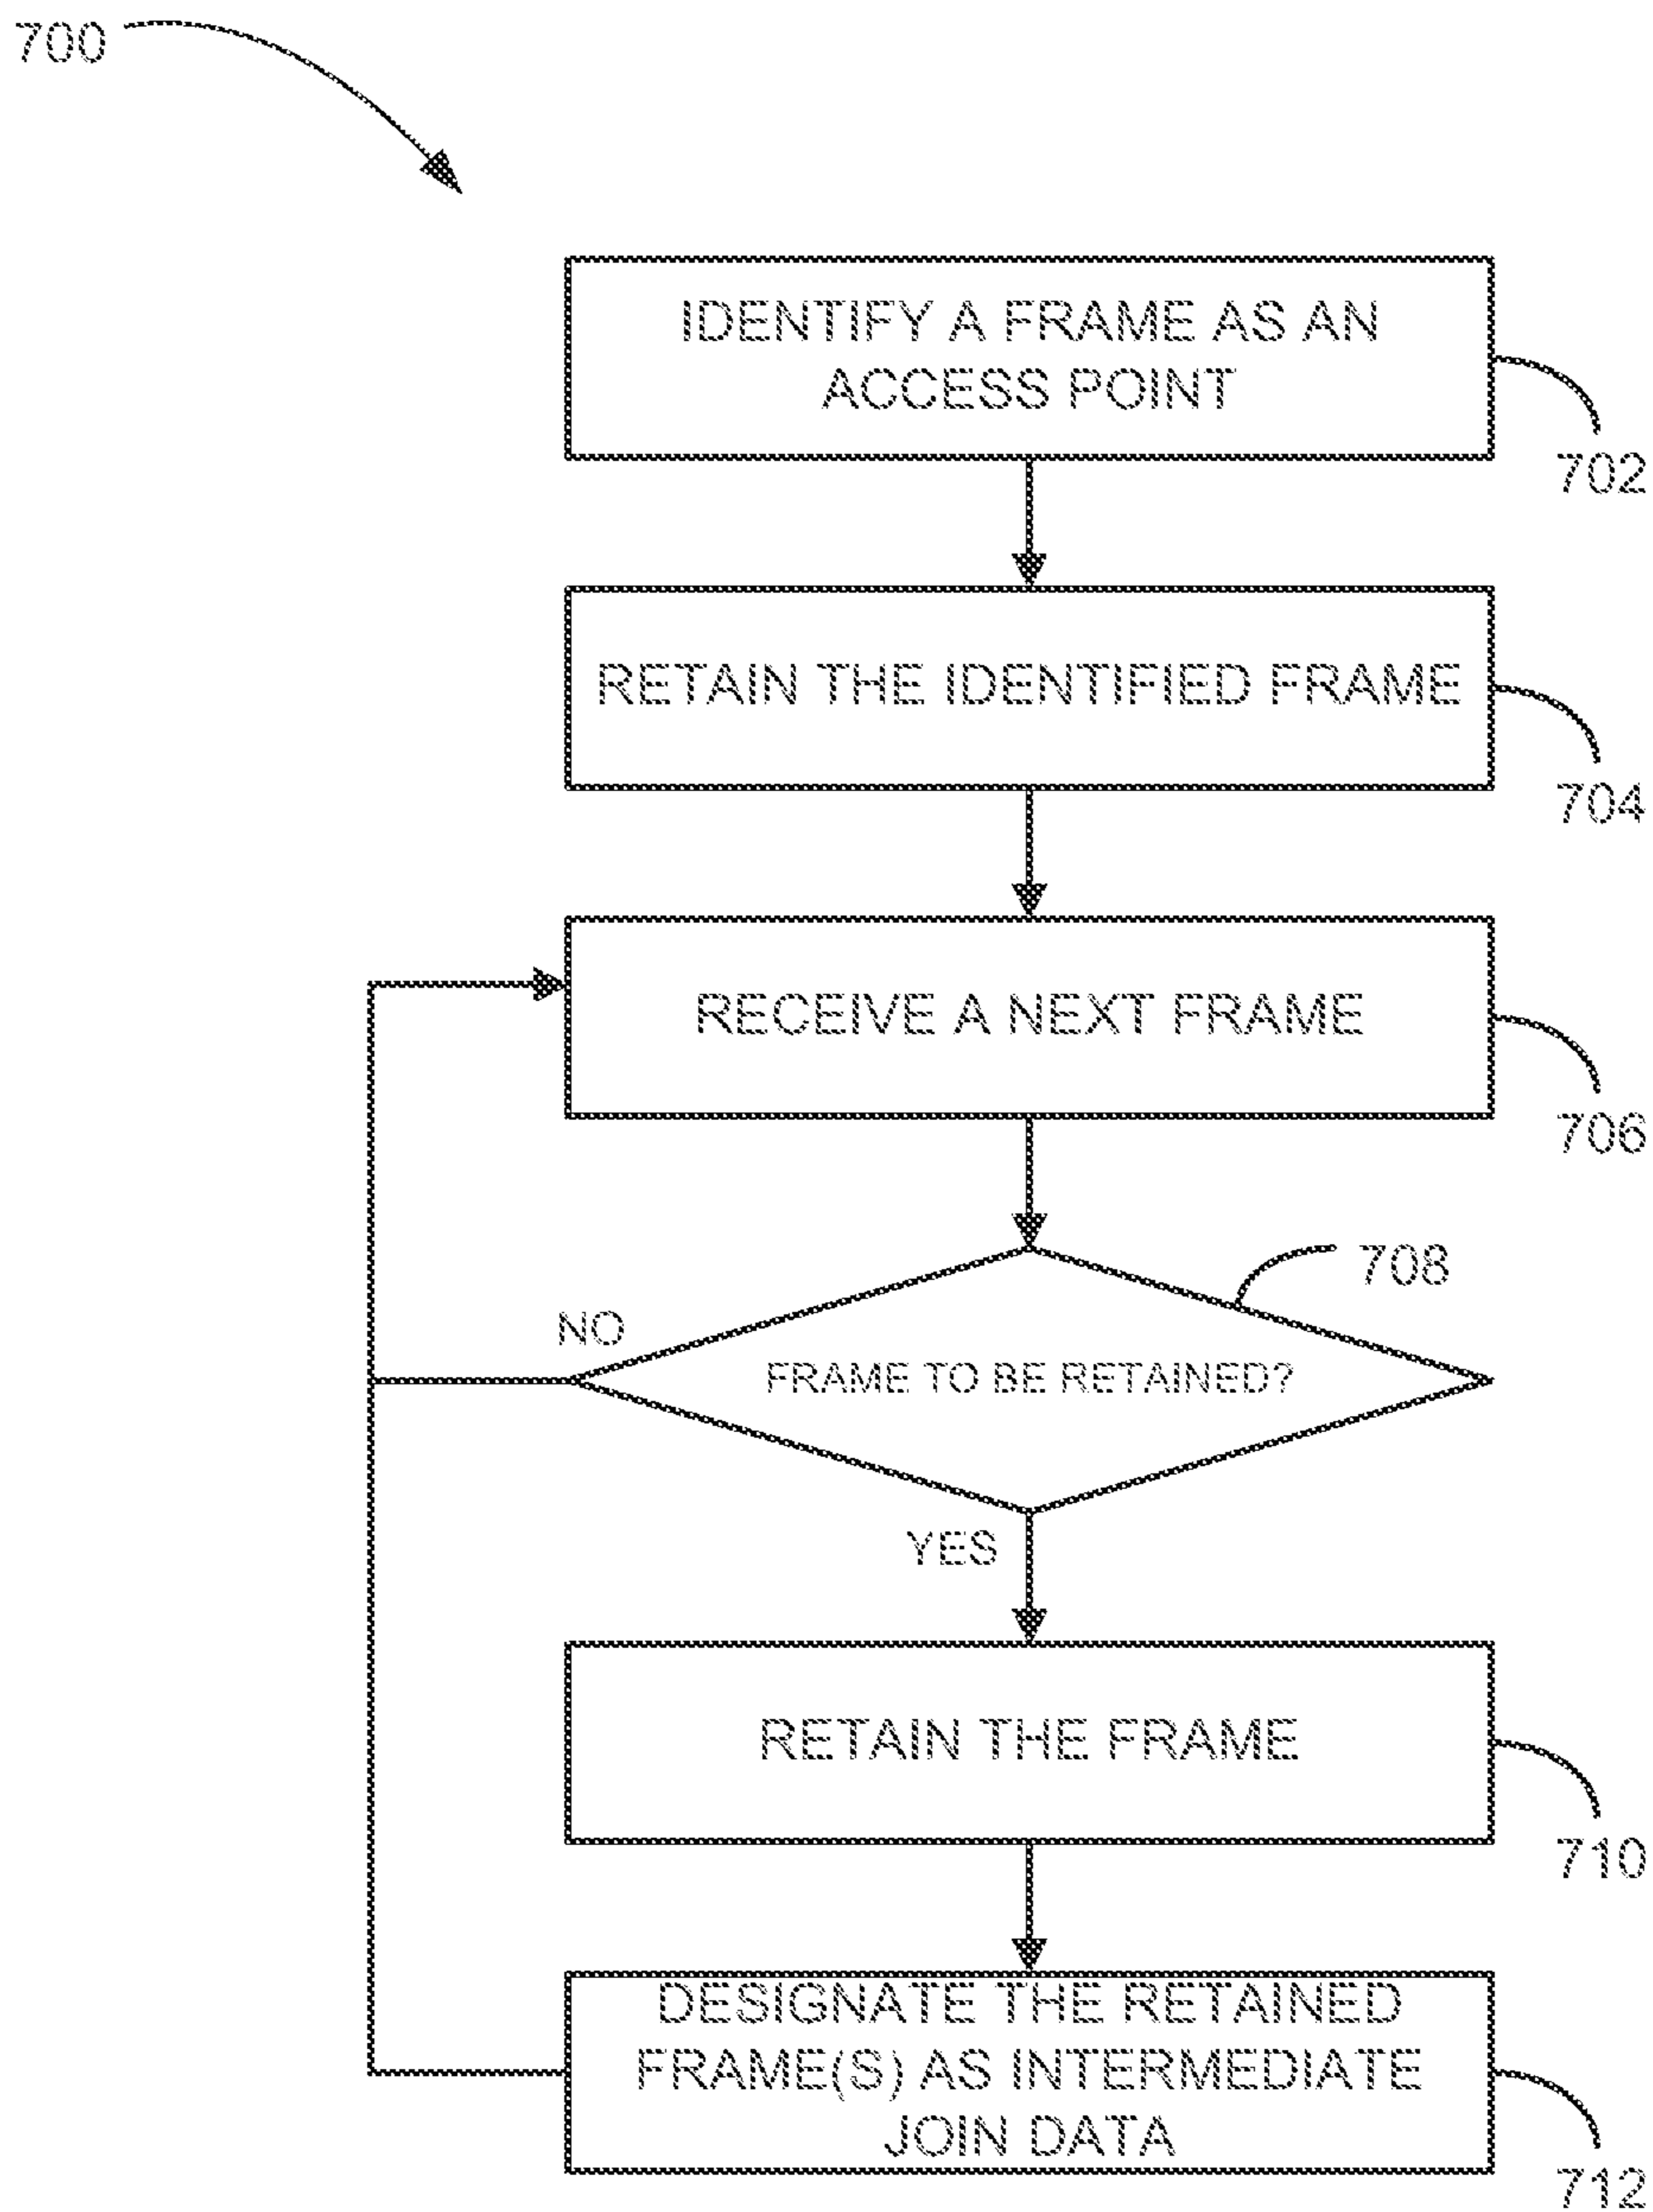 700
IDENTIFY A FRAME AS AN
ACCESS POINT
702
RETAIN THE IDENTIFIED FRAME
704
RECEIVE A NEXT FRAME
706
708
NO
FRAME TO BE RETAINED?
YES
RETAIN THE FRAME
710
DESIGNATE THE RETAINED
FRAME(S) AS INTERMEDIATE
JOIN DATA
712